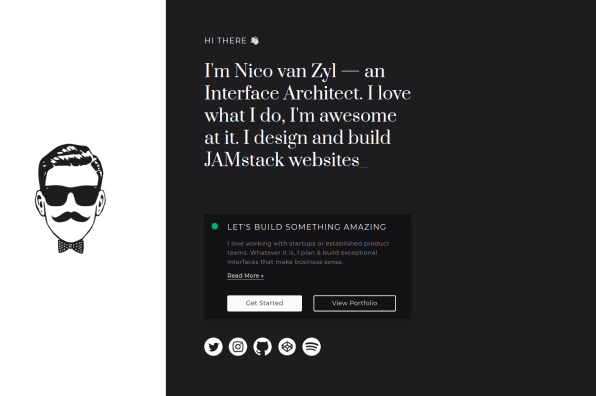 HI THERE 👋
I'm Nico van Zyl — an
Interface Architect. I love
what I do, I'm awesome
at it. I design and build
JAMstack websites_
LET'S BUILD SOMETHING AMAZING
I love working with startups or established product
teams. Whatever it is, I plan & build exceptional
interfaces that make business sense.
Read More »
Get Started
View Portfolio